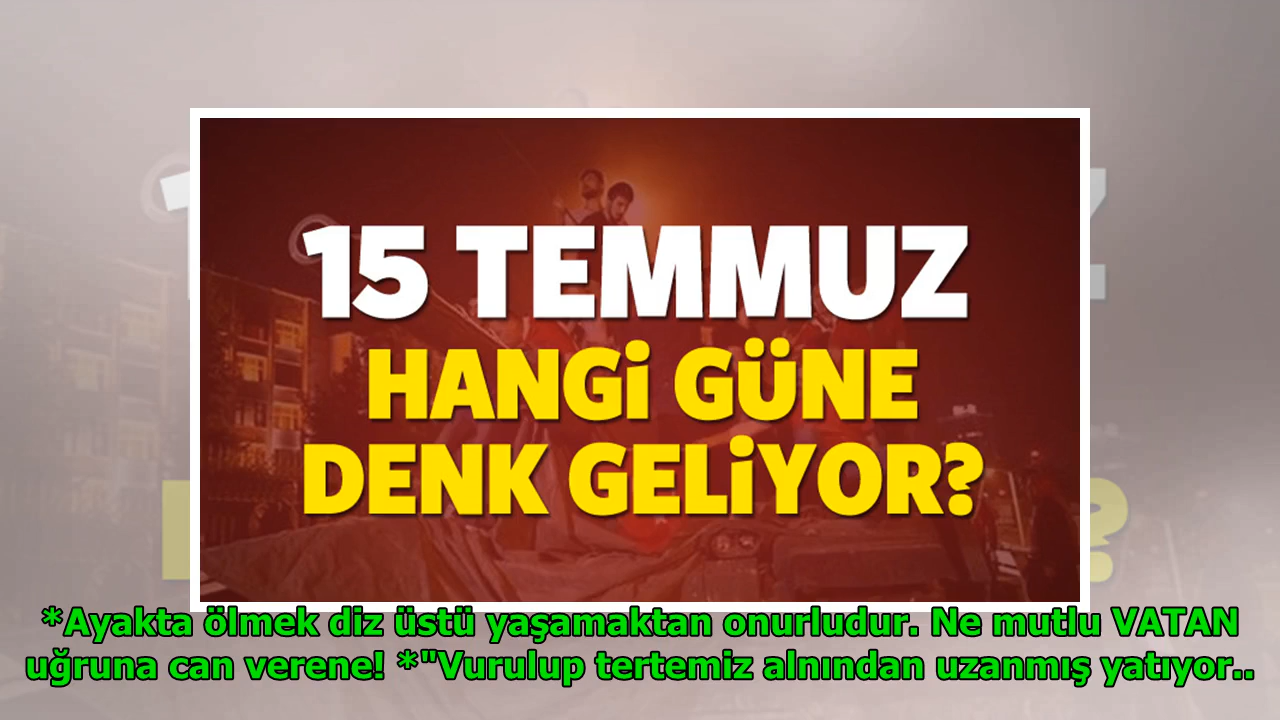 15 TEMMUZ
HANGİ GÜNE
DENK GELİYOR?
*Ayakta ölmek diz üstü yaşamaktan onurludur. Ne mutlu VATAN
uğruna can verene! *"Vurulup tertemiz alnından uzanmış yatıyor..